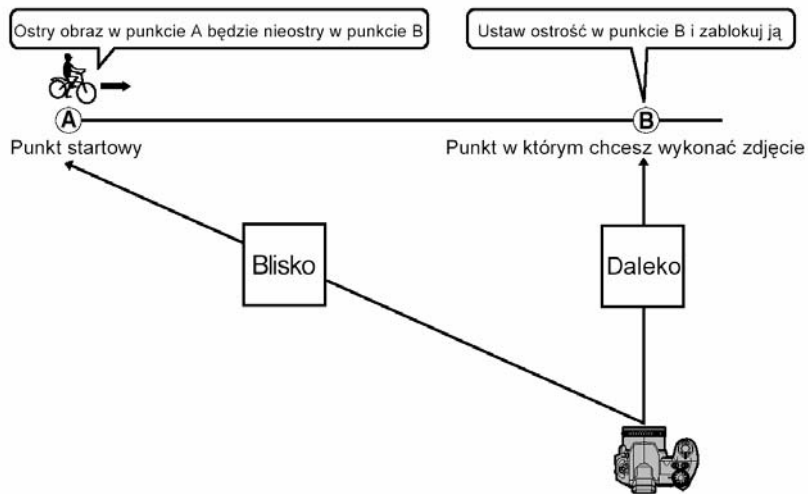 Ostry obraz w punkcie A będzie nieostry w punkcie B
Ustaw ostrość w punkcie B i zablokuj ją
A
B
Punkt startowy
Punkt w którym chcesz wykonać zdjęcie
Blisko
Daleko